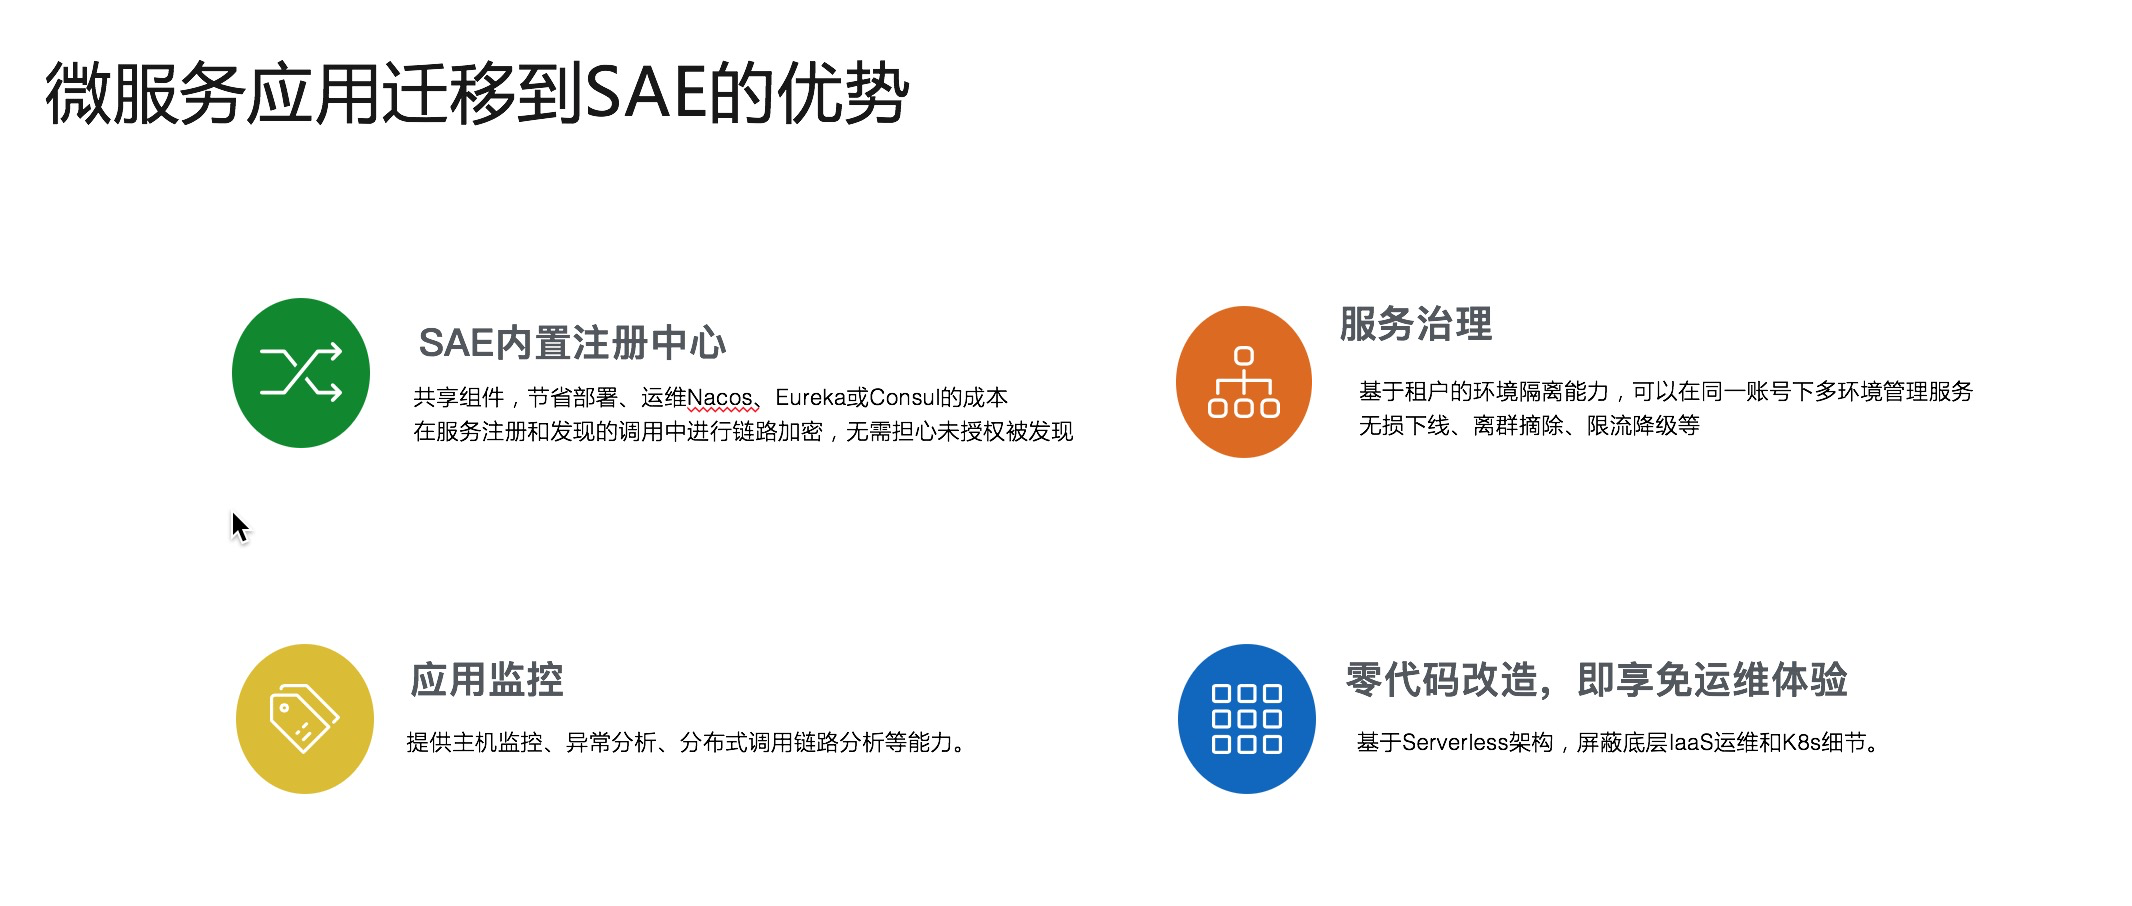 微服务应用迁移到SAE的优势
SAE内置注册中心
共享组件，节省部署、运维Nacos、Eureka或Consul的成本
在服务注册和发现的调用中进行链路加密，无需担心未授权被发现
服务治理
基于租户的环境隔离能力，可以在同一账号下多环境管理服务
无损下线、离群摘除、限流降级等
应用监控
提供主机监控、异常分析、分布式调用链路分析等能力。
零代码改造，即享免运维体验
基于Serverless架构，屏蔽底层IaaS运维和K8s细节。